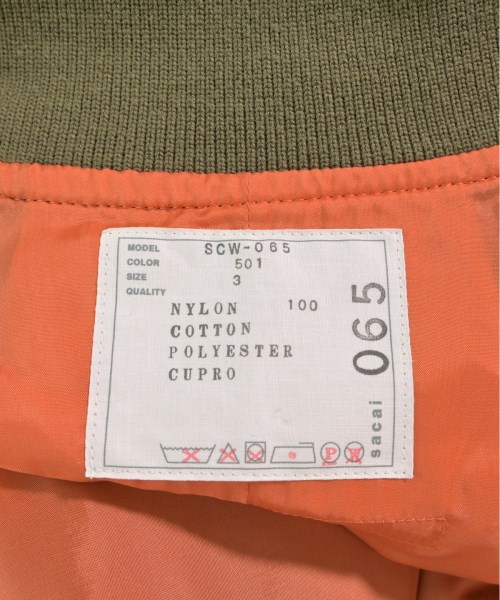 MODEL SCW-065
COLOR 501
SIZE 3
QUALITY
NYLON 100
COTTON
POLYESTER
CUPRO
P W
sacai 065